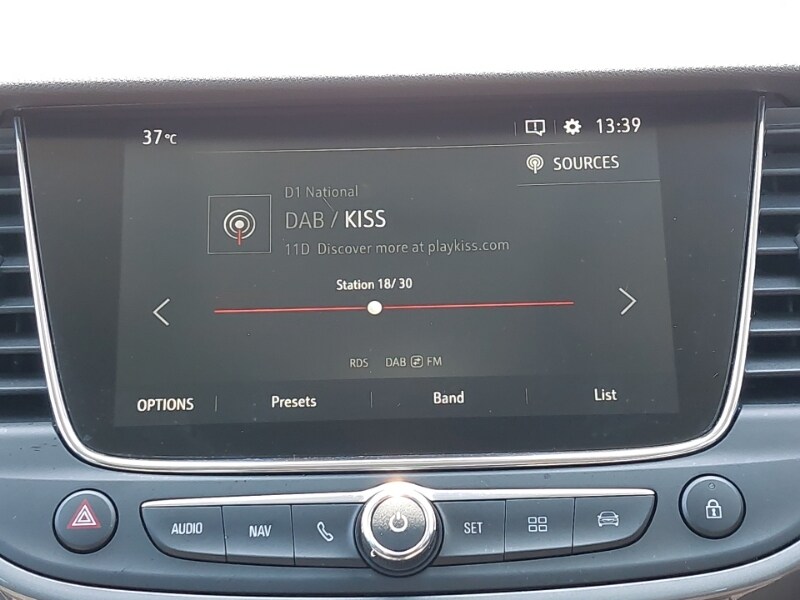 37°C 13:39
SOURCES
D1 National
DAB / KISS
11D Discover more at playkiss.com
Station 18/30
RDS DAB FM
OPTIONS Presets Band List
AUDIO NAV SET